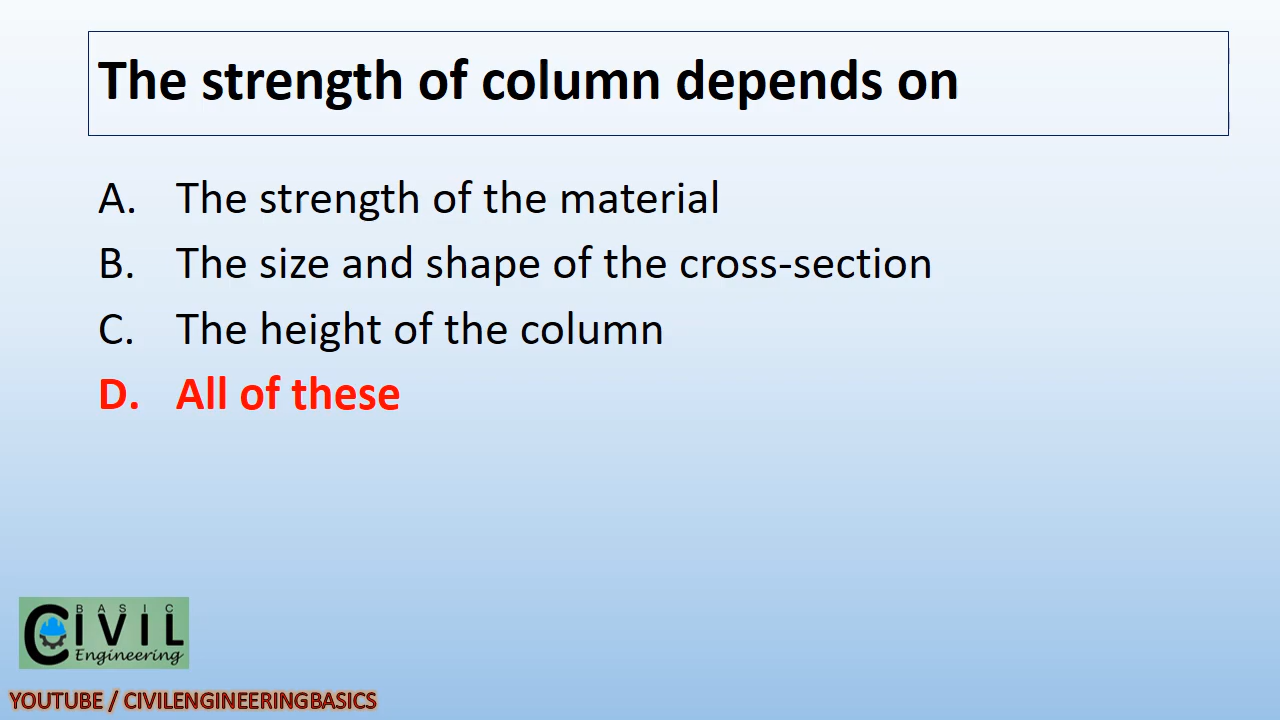 The strength of column depends on
A. The strength of the material
B. The size and shape of the cross-section
C. The height of the column
D. All of these
BASIC
CIVIL
Engineering
YOUTUBE / CIVILENGINEERINGBASICS